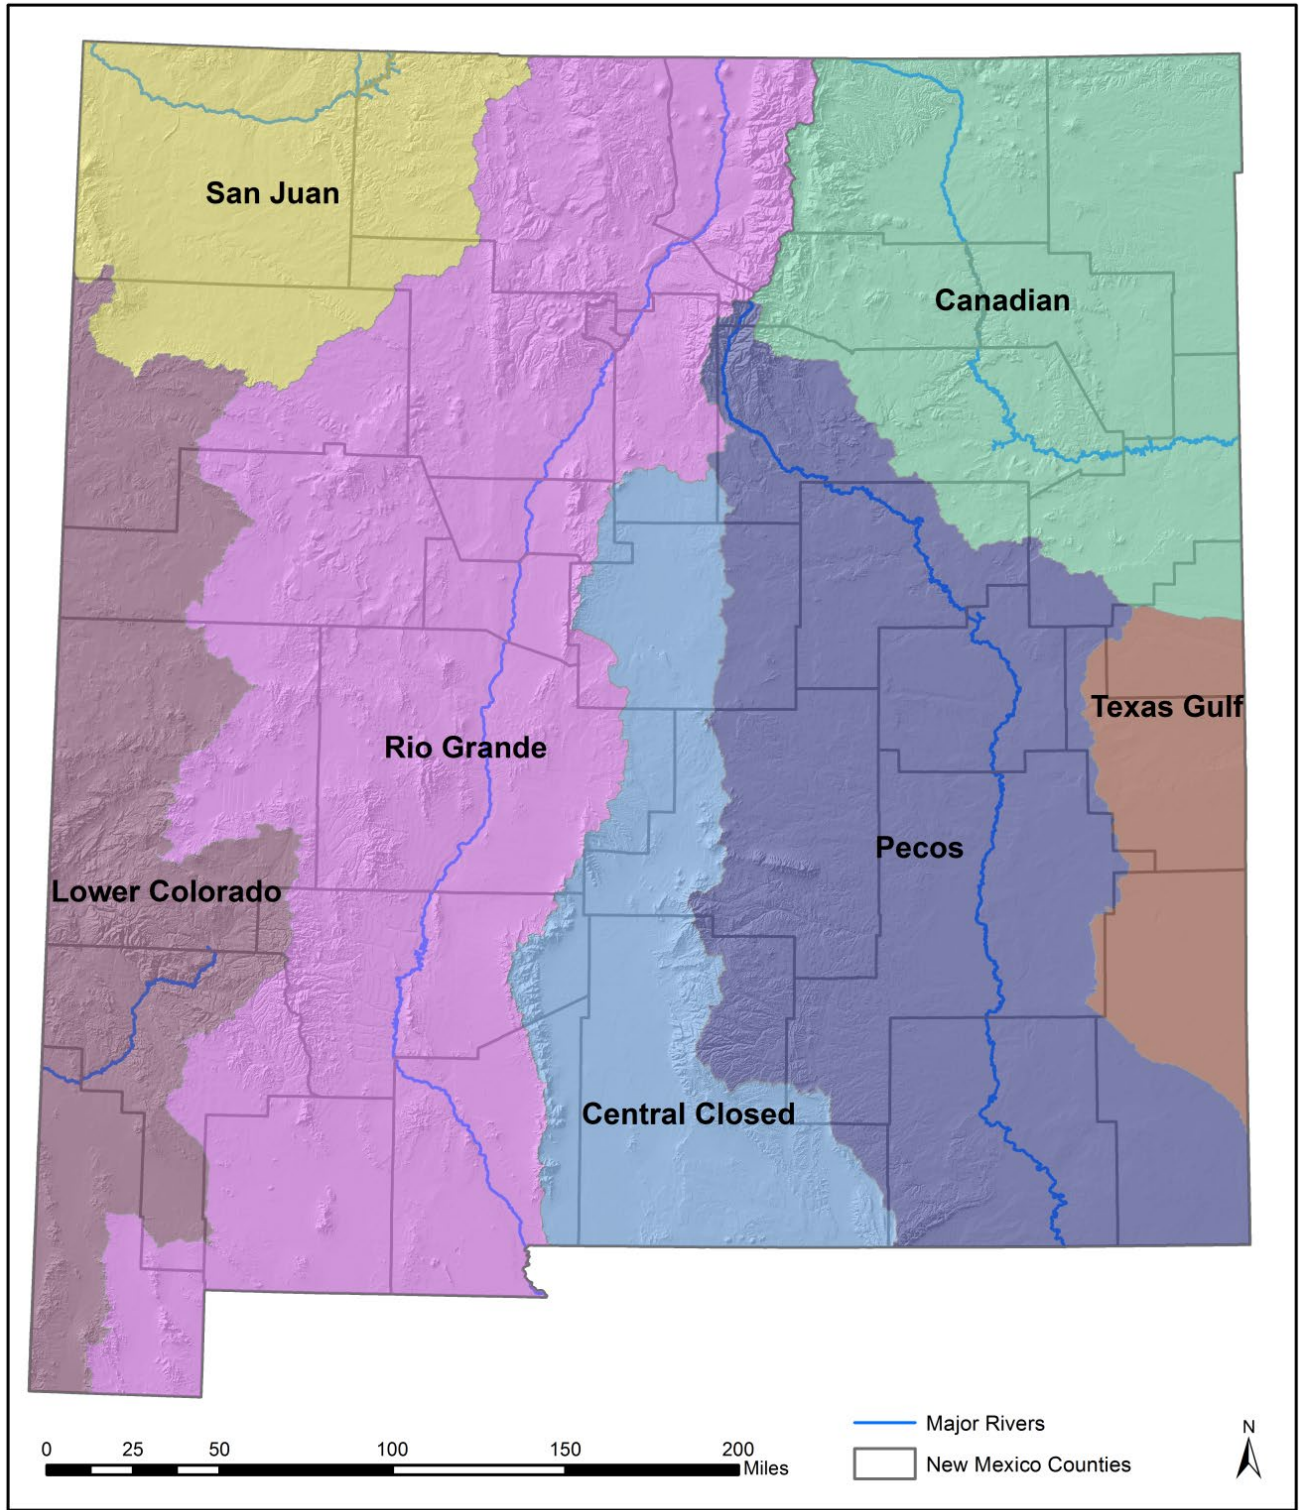 San Juan
Canadian
Texas Gulf
Rio Grande
Pecos
Lower Colorado
Central Closed
Major Rivers
New Mexico Counties
N
0 25 50 100 150 200
Miles